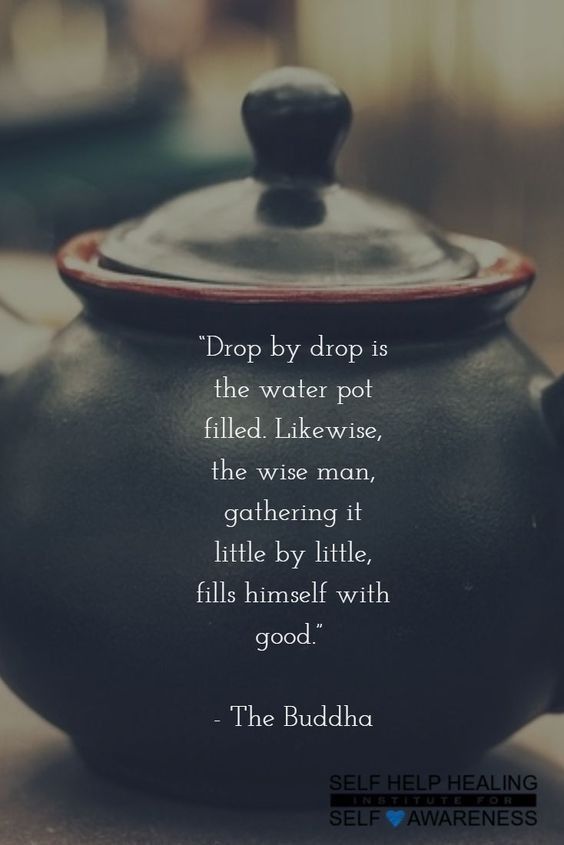 “Drop by drop is
the water pot
filled. Likewise,
the wise man,
gathering it
little by little,
fills himself with
good.”
- The Buddha
SELF HELP HEALING
INSTITUTE FOR
SELF AWARENESS